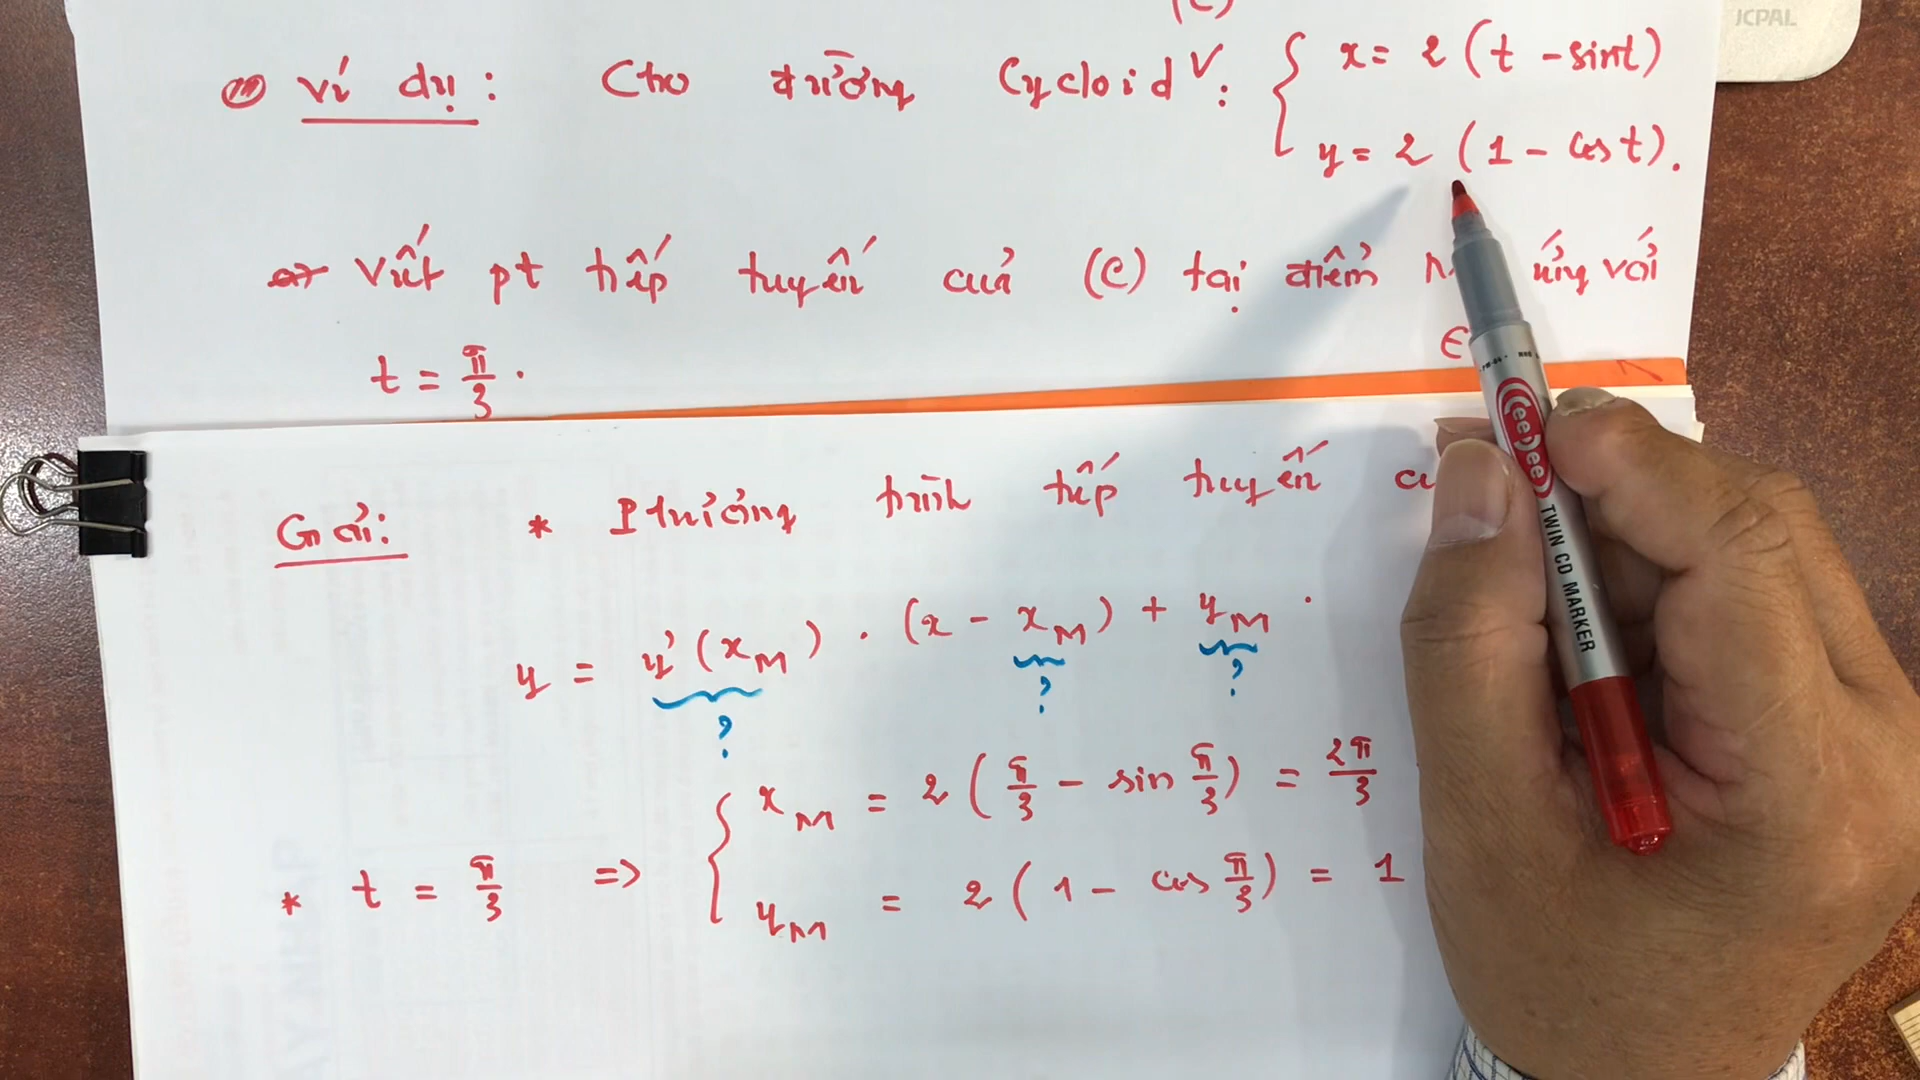 JCPAL
(C)
Ví dụ: Cho đường Cycloid V: { x = 2 (t - sint)
y = 2 (1 - cos t).
Viết pt tiếp tuyến của (C) tại điểm ứng với
t = π/3.
Giải: * Phương trình tiếp tuyến
y = y'(x_M) . (x - x_M) + y_M .
? ? ?
* t = π/3 => { x_M = 2 (π/3 - sin π/3) = 2π/3
y_M = 2 (1 - cos π/3) = 1
CeeDee TWIN CD MARKER